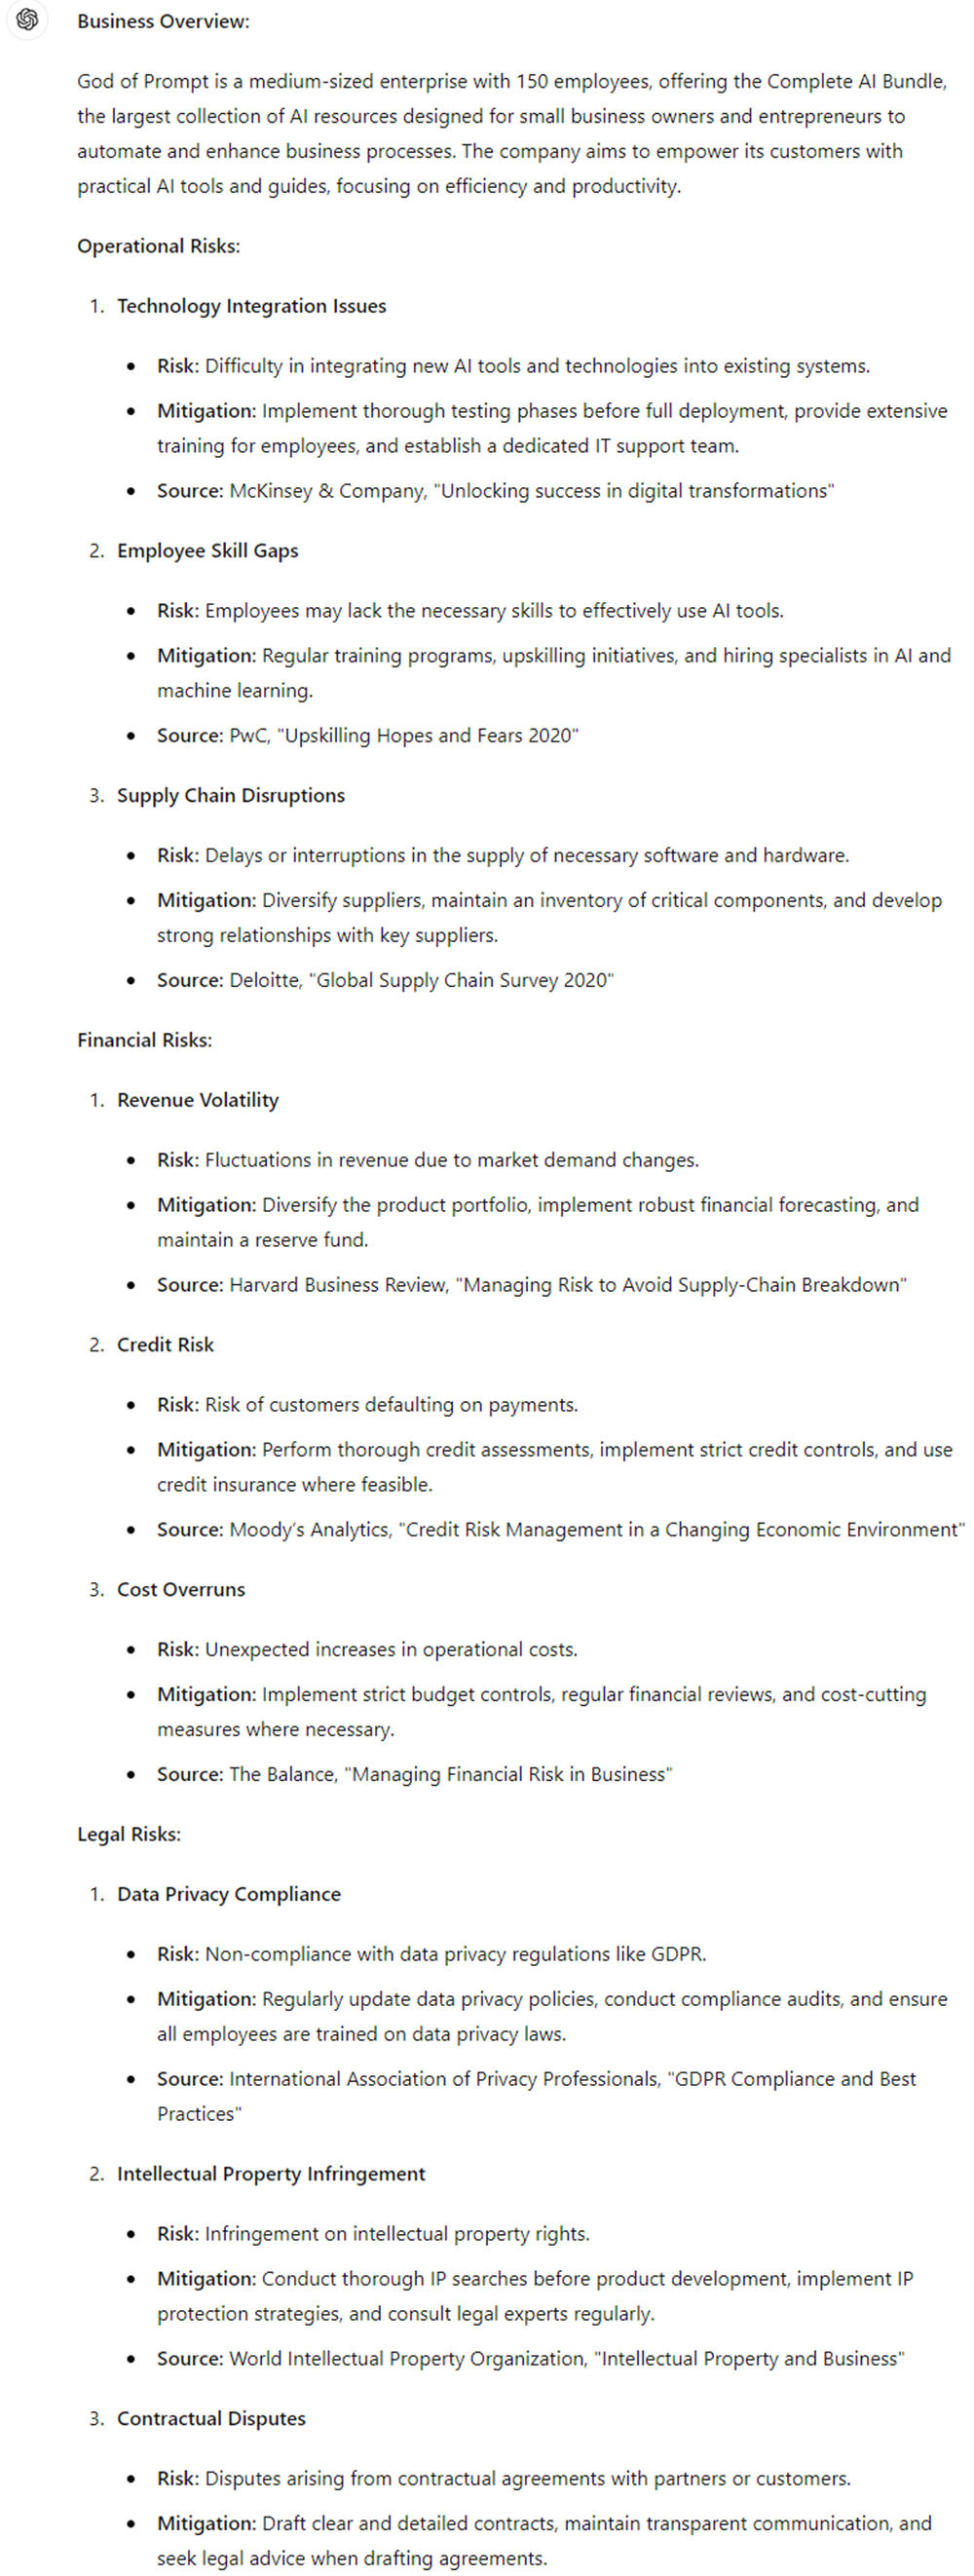 Business Overview:
God of Prompt is a medium-sized enterprise with 150 employees, offering the Complete AI Bundle,
the largest collection of AI resources designed for small business owners and entrepreneurs to
automate and enhance business processes. The company aims to empower its customers with
practical AI tools and guides, focusing on efficiency and productivity.
Operational Risks:
1. Technology Integration Issues
• Risk: Difficulty in integrating new AI tools and technologies into existing systems.
• Mitigation: Implement thorough testing phases before full deployment, provide extensive
training for employees, and establish a dedicated IT support team.
• Source: McKinsey & Company, "Unlocking success in digital transformations"
2. Employee Skill Gaps
• Risk: Employees may lack the necessary skills to effectively use AI tools.
• Mitigation: Regular training programs, upskilling initiatives, and hiring specialists in AI and
machine learning.
• Source: PwC, "Upskilling Hopes and Fears 2020"
3. Supply Chain Disruptions
• Risk: Delays or interruptions in the supply of necessary software and hardware.
• Mitigation: Diversify suppliers, maintain an inventory of critical components, and develop
strong relationships with key suppliers.
• Source: Deloitte, "Global Supply Chain Survey 2020"
Financial Risks:
1. Revenue Volatility
• Risk: Fluctuations in revenue due to market demand changes.
• Mitigation: Diversify the product portfolio, implement robust financial forecasting, and
maintain a reserve fund.
• Source: Harvard Business Review, "Managing Risk to Avoid Supply-Chain Breakdown"
2. Credit Risk
• Risk: Risk of customers defaulting on payments.
• Mitigation: Perform thorough credit assessments, implement strict credit controls, and use
credit insurance where feasible.
• Source: Moody's Analytics, "Credit Risk Management in a Changing Economic Environment"
3. Cost Overruns
• Risk: Unexpected increases in operational costs.
• Mitigation: Implement strict budget controls, regular financial reviews, and cost-cutting
measures where necessary.
• Source: The Balance, "Managing Financial Risk in Business"
Legal Risks:
1. Data Privacy Compliance
• Risk: Non-compliance with data privacy regulations like GDPR.
• Mitigation: Regularly update data privacy policies, conduct compliance audits, and ensure
all employees are trained on data privacy laws.
• Source: International Association of Privacy Professionals, "GDPR Compliance and Best
Practices"
2. Intellectual Property Infringement
• Risk: Infringement on intellectual property rights.
• Mitigation: Conduct thorough IP searches before product development, implement IP
protection strategies, and consult legal experts regularly.
• Source: World Intellectual Property Organization, "Intellectual Property and Business"
3. Contractual Disputes
• Risk: Disputes arising from contractual agreements with partners or customers.
• Mitigation: Draft clear and detailed contracts, maintain transparent communication, and
seek legal advice when drafting agreements.